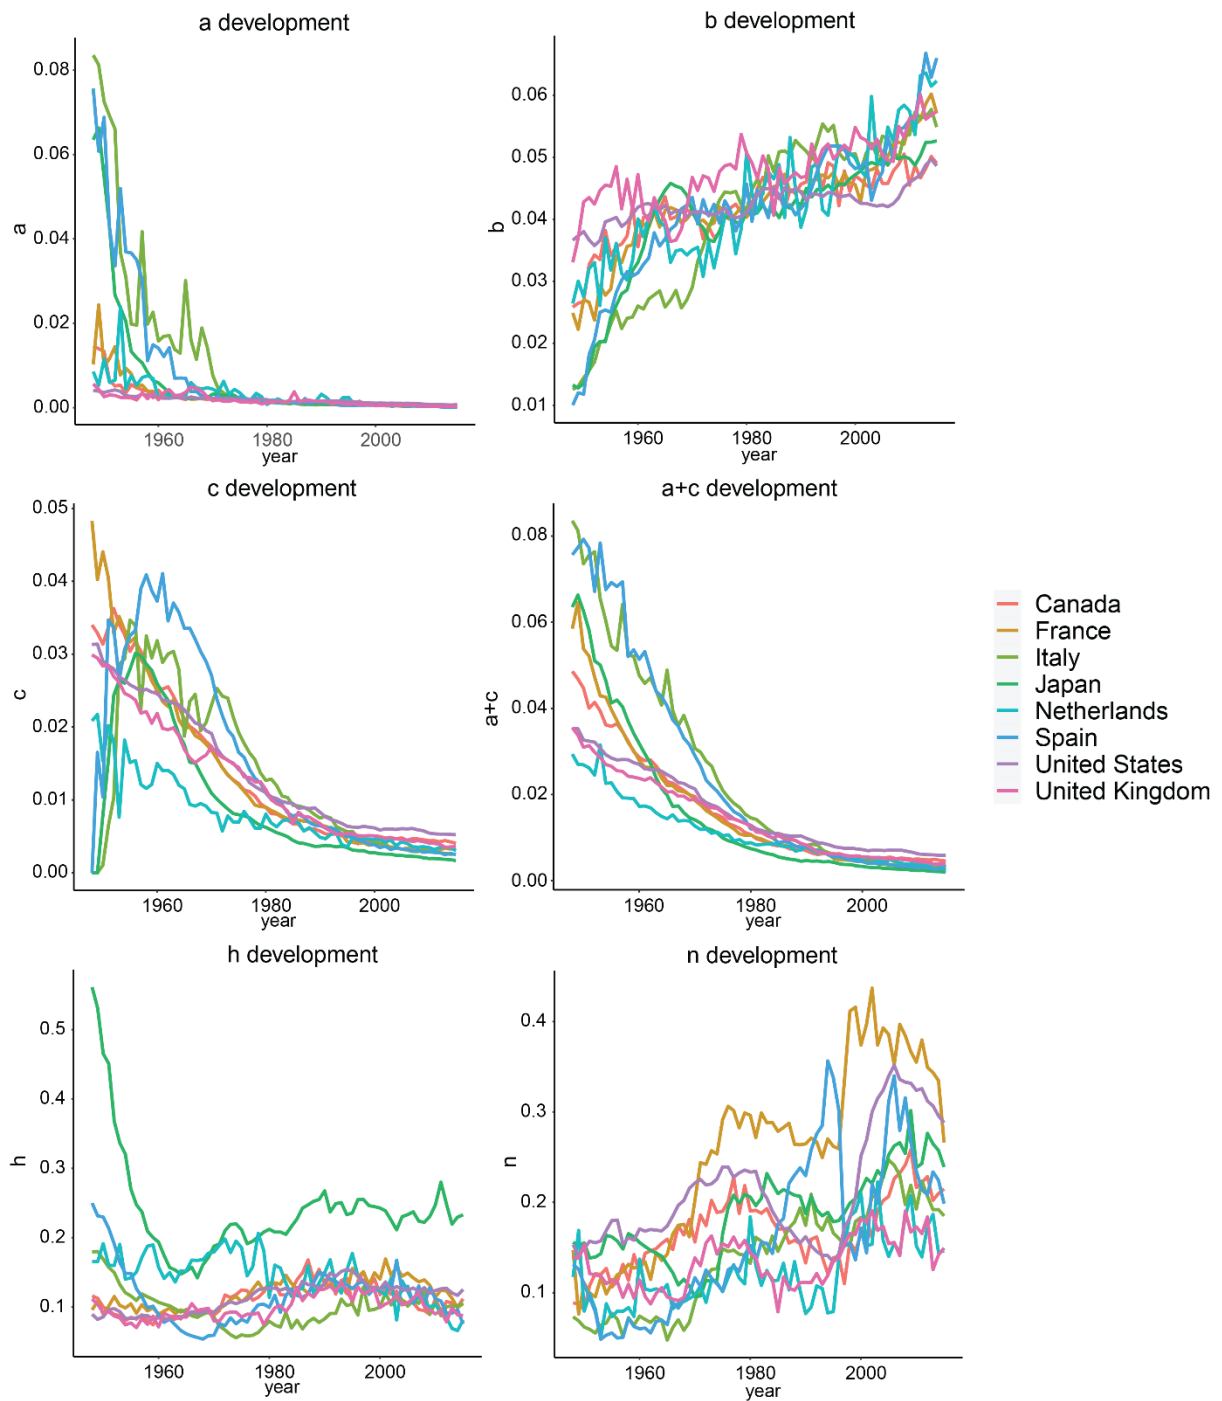 a development
0.08
0.06
0.04
0.02
0.00
a
1960
1980
2000
year
b development
0.06
0.05
0.04
0.03
0.02
0.01
b
1960
1980
2000
year
c development
0.05
0.04
0.03
0.02
0.01
0.00
c
1960
1980
2000
year
a+c development
0.08
0.06
0.04
0.02
0.00
a+c
1960
1980
2000
year
Canada
France
Italy
Japan
Netherlands
Spain
United States
United Kingdom
h development
0.5
0.4
0.3
0.2
0.1
h
1960
1980
2000
year
n development
0.4
0.3
0.2
0.1
n
1960
1980
2000
year